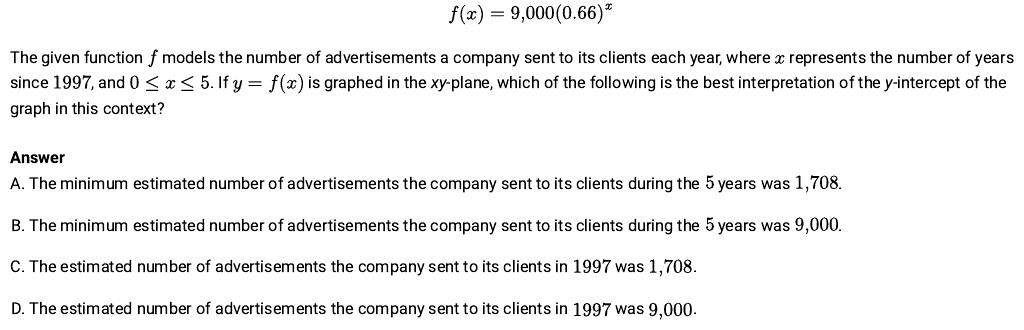 f(x) = 9,000(0.66)^x
The given function f models the number of advertisements a company sent to its clients each year, where x represents the number of years
since 1997, and 0 ≤ x ≤ 5. If y = f(x) is graphed in the xy-plane, which of the following is the best interpretation of the y-intercept of the
graph in this context?
Answer
A. The minimum estimated number of advertisements the company sent to its clients during the 5 years was 1,708.
B. The minimum estimated number of advertisements the company sent to its clients during the 5 years was 9,000.
C. The estimated number of advertisements the company sent to its clients in 1997 was 1,708.
D. The estimated number of advertisements the company sent to its clients in 1997 was 9,000.